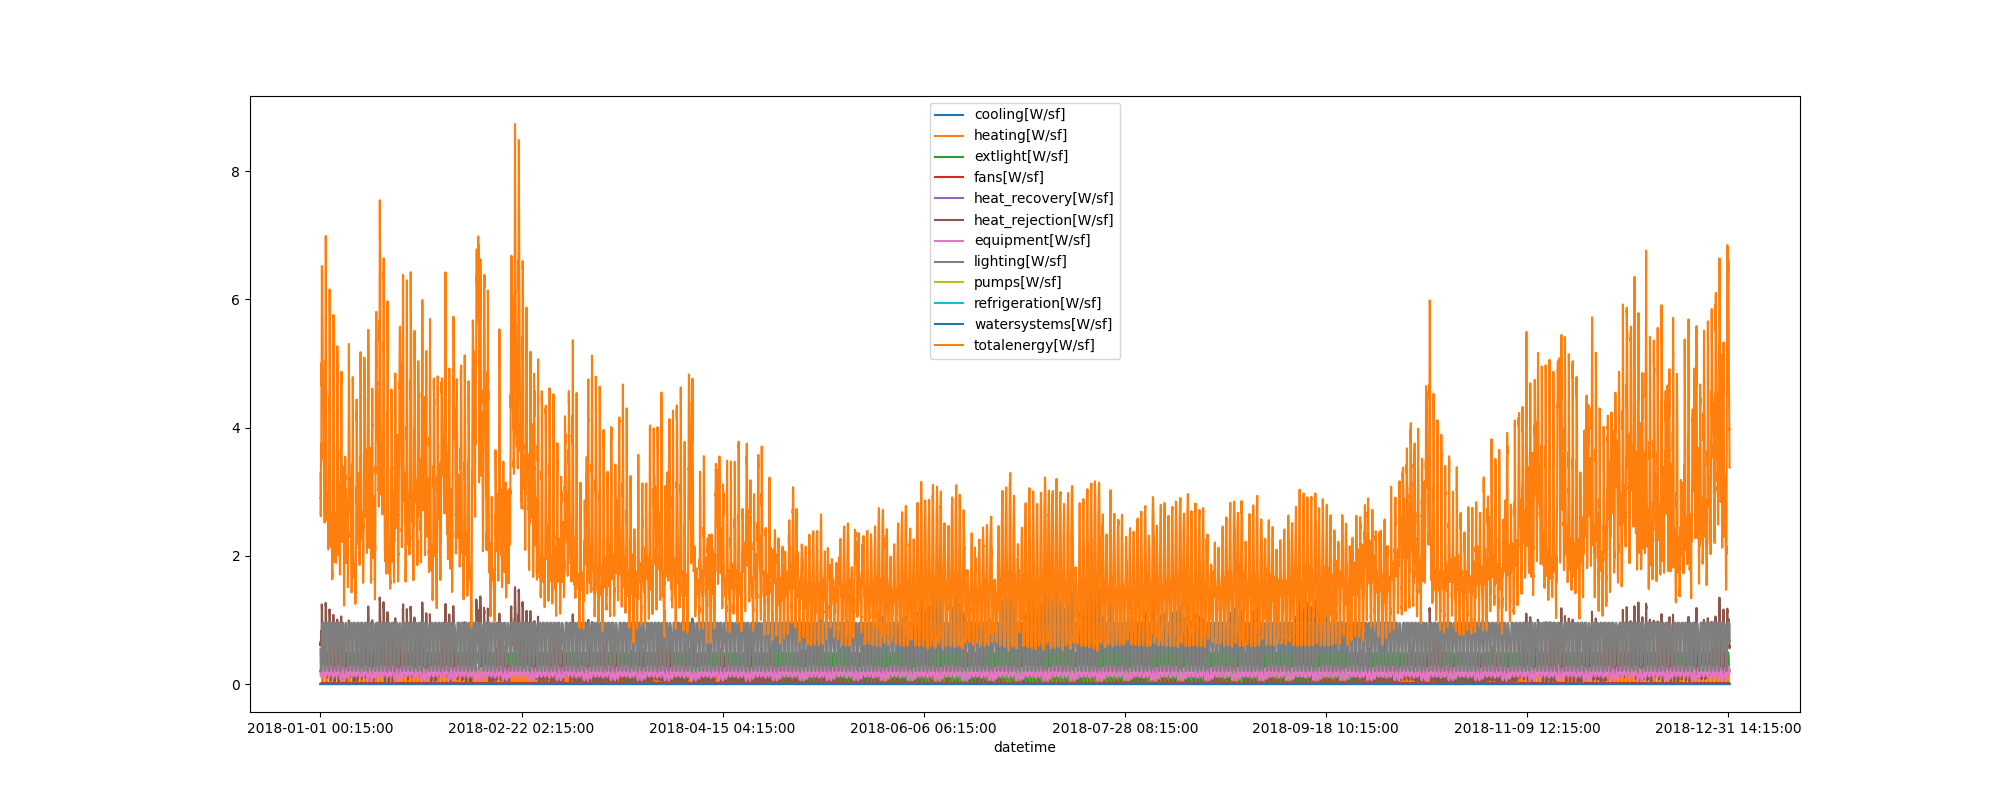 cooling[W/sf]
heating[W/sf]
extlight[W/sf]
fans[W/sf]
heat_recovery[W/sf]
heat_rejection[W/sf]
equipment[W/sf]
lighting[W/sf]
pumps[W/sf]
refrigeration[W/sf]
watersystems[W/sf]
totalenergy[W/sf]
8
6
4
2
0
2018-01-01 00:15:00 2018-02-22 02:15:00 2018-04-15 04:15:00 2018-06-06 06:15:00 2018-07-28 08:15:00 2018-09-18 10:15:00 2018-11-09 12:15:00 2018-12-31 14:15:00
datetime